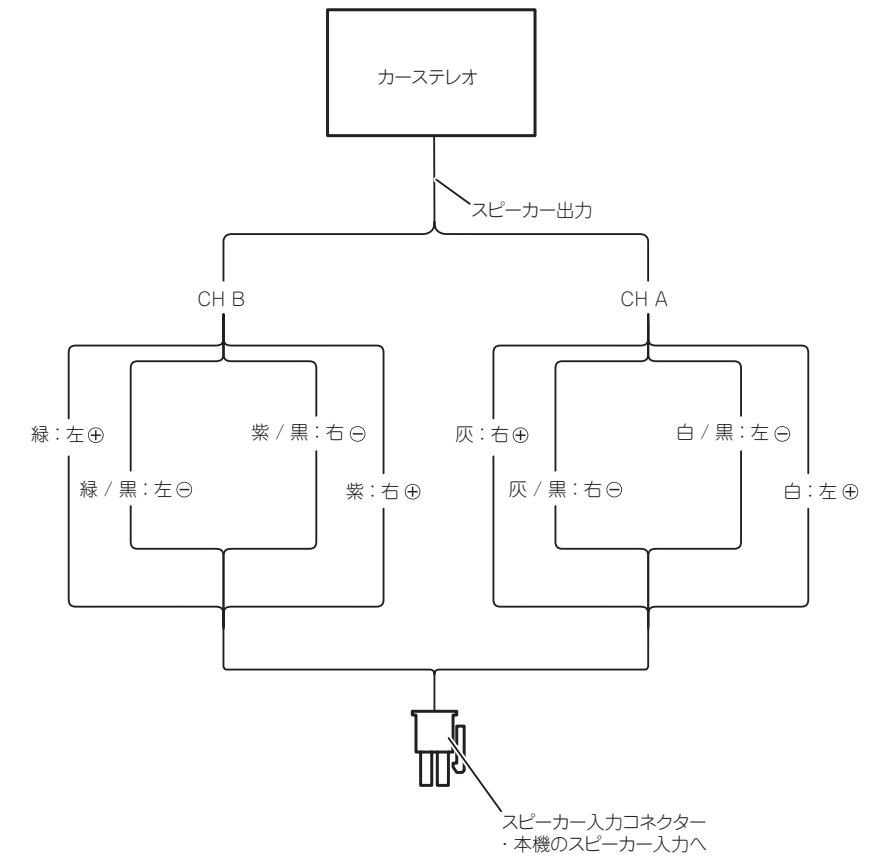 カーステレオ
スピーカー出力
CH B
CH A
緑：左⊕
紫 / 黒：右⊖
灰：右⊕
白 / 黒：左⊖
緑 / 黒：左⊖
紫：右⊕
灰 / 黒：右⊖
白：左⊕
スピーカー入力コネクター
・本機のスピーカー入力へ